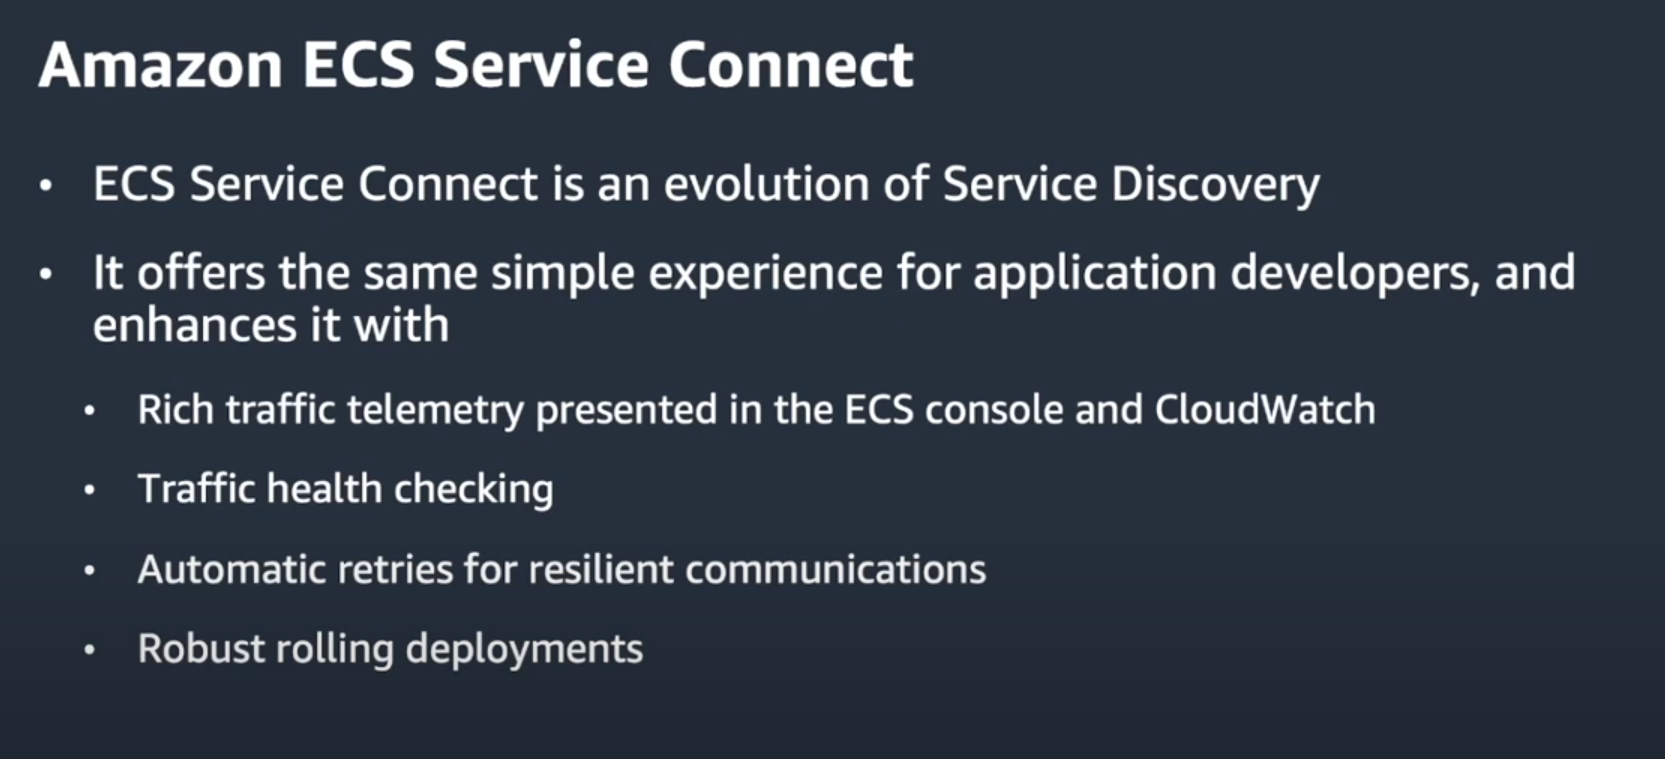 Amazon ECS Service Connect
• ECS Service Connect is an evolution of Service Discovery
• It offers the same simple experience for application developers, and
enhances it with
• Rich traffic telemetry presented in the ECS console and CloudWatch
• Traffic health checking
• Automatic retries for resilient communications
• Robust rolling deployments